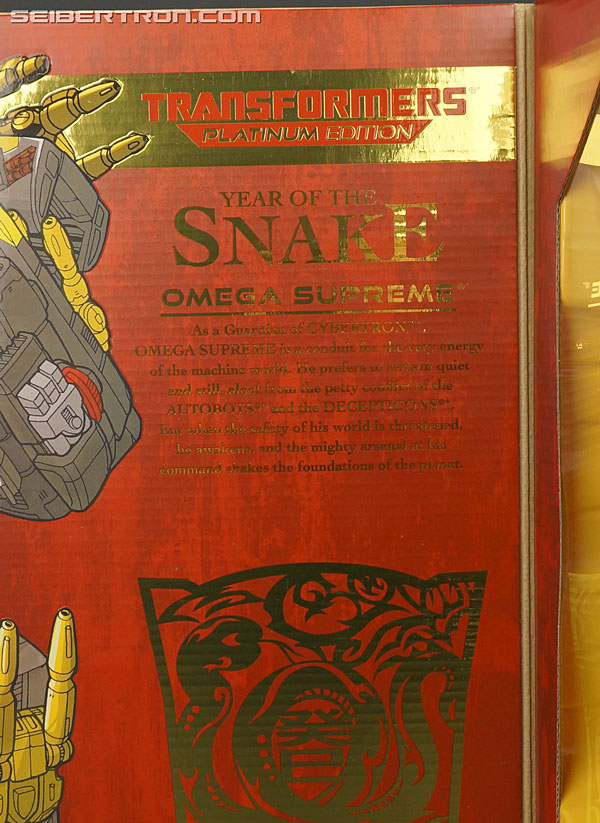 SEIBERTRON.COM
TRANSFORMERS®
PLATINUM EDITION
YEAR OF THE
SNAKE
OMEGA SUPREME
As a Guardian of CYBERTRON™,
OMEGA SUPREME is a conduit for the very energy
of the machine world. He prefers to remain quiet
and still, aloof from the petty conflict of the
AUTOBOTS and the DECEPTICONS.
But when the safety of his world is threatened,
he awakens, and the mighty arsenal at his
command shakes the foundations of the planet.